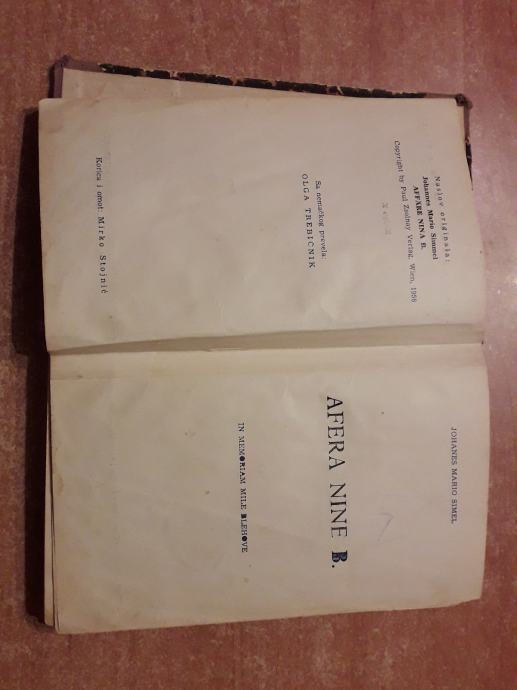 Naslov originala:
Johannes Mario Simmel
AFFÄRE NINA B.
Copyright by Paul Zsolnay Verlag, Wien, 1958
Sa nemačkog prevela:
OLGA TREBIČNIK
Korica i omot: Mirko Stojnić
JOHANES MARIO SIMEL
AFERA NINE B.
IN MEMORIAM MILE BLEHOVE